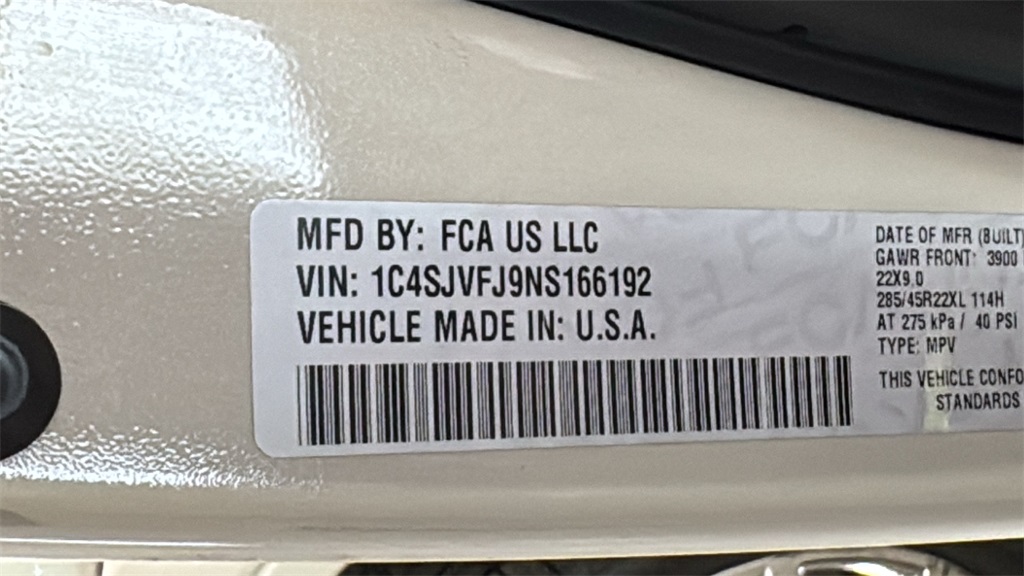 MFD BY: FCA US LLC
VIN: 1C4SJVFJ9NS166192
VEHICLE MADE IN: U.S.A.
DATE OF MFR (BUILT)
GAWR FRONT: 3900
22X9.0
285/45R22XL 114H
AT 275 kPa / 40 PSI
TYPE: MPV
THIS VEHICLE CONFO
STANDARDS